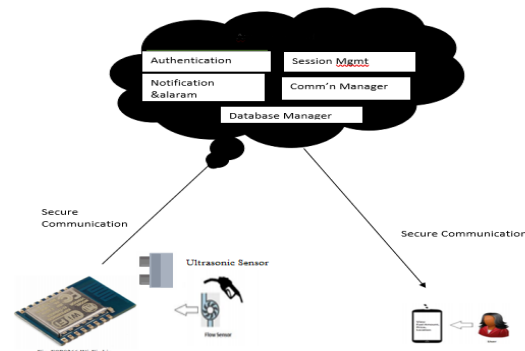 Authentication
Session Mgmt
Notification
&alaram
Comm'n Manager
Database Manager
Secure
Communication
Secure Communication
Ultrasonic Sensor
Flow Sensor